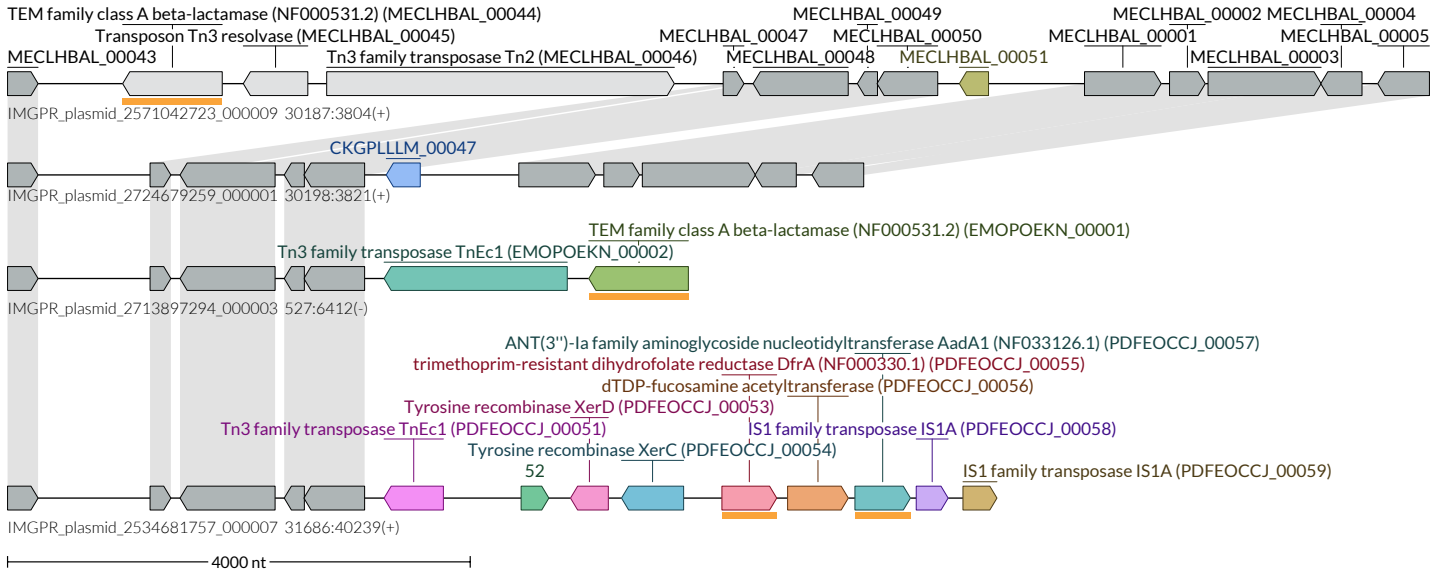 TEM family class A beta-lactamase (NF000531.2) (MECLHBAL_00044)
MECLHBAL_00049
MECLHBAL_00002
MECLHBAL_00004
Transposon Tn3 resolvase (MECLHBAL_00045)
MECLHBAL_00047
MECLHBAL_00050
MECLHBAL_00001
MECLHBAL_00005
MECLHBAL_00043
Tn3 family transposase Tn2 (MECLHBAL_00046)
MECLHBAL_00048
MECLHBAL_00051
MECLHBAL_00003
IMGPR_plasmid_2571042723_000009 30187:3804(+)
CKGPLLLM_00047
IMGPR_plasmid_2724679259_000001 30198:3821(+)
TEM family class A beta-lactamase (NF000531.2) (EMOPOEKN_00001)
Tn3 family transposase TnEc1 (EMOPOEKN_00002)
IMGPR_plasmid_2713897294_000003 527:6412(-)
ANT(3'')-Ia family aminoglycoside nucleotidyltransferase AadA1 (NF033126.1) (PDFEOCCJ_00057)
trimethoprim-resistant dihydrofolate reductase DfrA (NF000330.1) (PDFEOCCJ_00055)
dTDP-fucosamine acetyltransferase (PDFEOCCJ_00056)
Tyrosine recombinase XerD (PDFEOCCJ_00053)
Tn3 family transposase TnEc1 (PDFEOCCJ_00051)
IS1 family transposase IS1A (PDFEOCCJ_00058)
Tyrosine recombinase XerC (PDFEOCCJ_00054)
52
IS1 family transposase IS1A (PDFEOCCJ_00059)
IMGPR_plasmid_2534681757_000007 31686:40239(+)
4000 nt